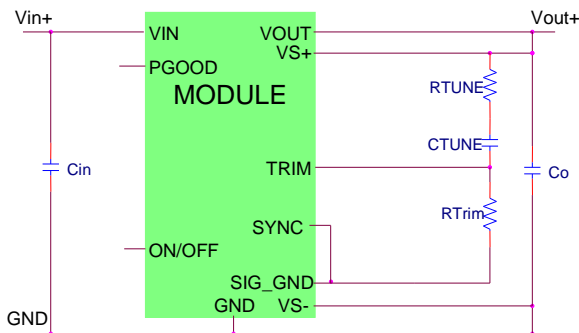 Vin+
Vout+
VIN
VOUT
VS+
PGOOD
MODULE
RTUNE
CTUNE
TRIM
Cin
Co
RTrim
SYNC
ON/OFF
SIG_GND
GND
GND
VS-